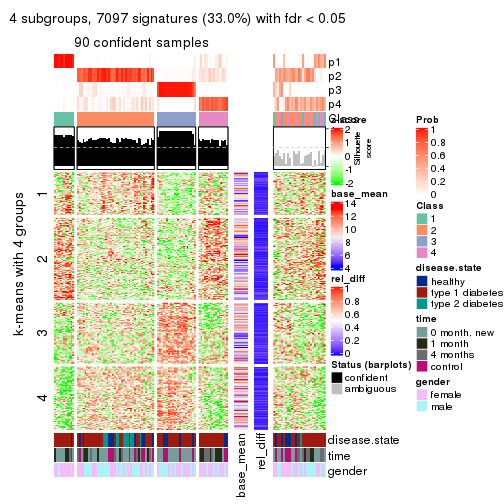 4 subgroups, 7097 signatures (33.0%) with fdr < 0.05
90 confident samples
p1
p2
p3
p4
Class
Silhouette
score
k-means with 4 groups
1
2
3
4
base_mean
rel_diff
disease.state
time
gender
z-score
2
1
0
-1
-2
base_mean
14
12
10
8
6
4
rel_diff
1
0.8
0.6
0.4
0.2
0
Status (barplots)
confident
ambiguous
Prob
1
0.8
0.6
0.4
0.2
0
Class
1
2
3
4
disease.state
healthy
type 1 diabetes
type 2 diabetes
time
0 month. new
1 month
4 months
control
gender
female
male